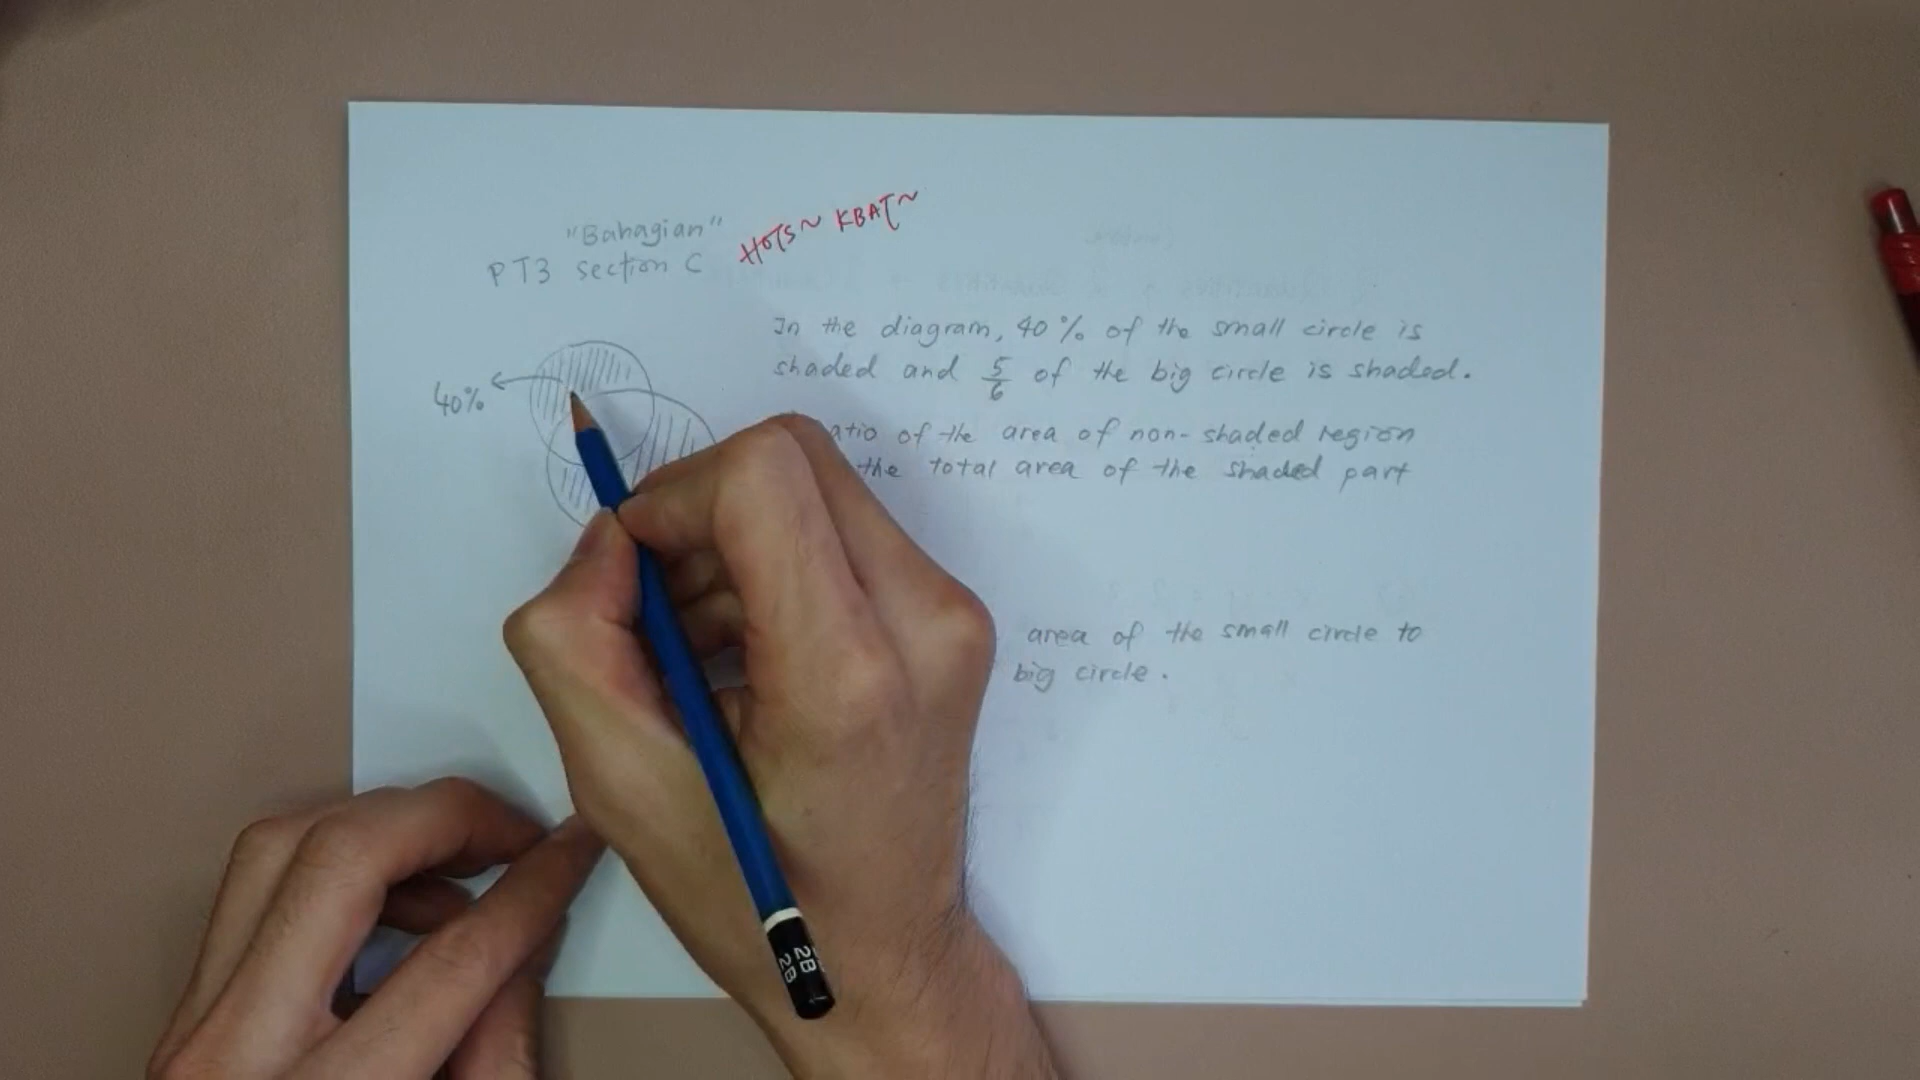 "Bahagian"
PT3 section C
HOTS~ KBAT~
40%
In the diagram, 40% of the small circle is
shaded and 5/6 of the big circle is shaded.
of the area of non-shaded region
the total area of the shaded part
area of the small circle to
big circle.
2B
2B